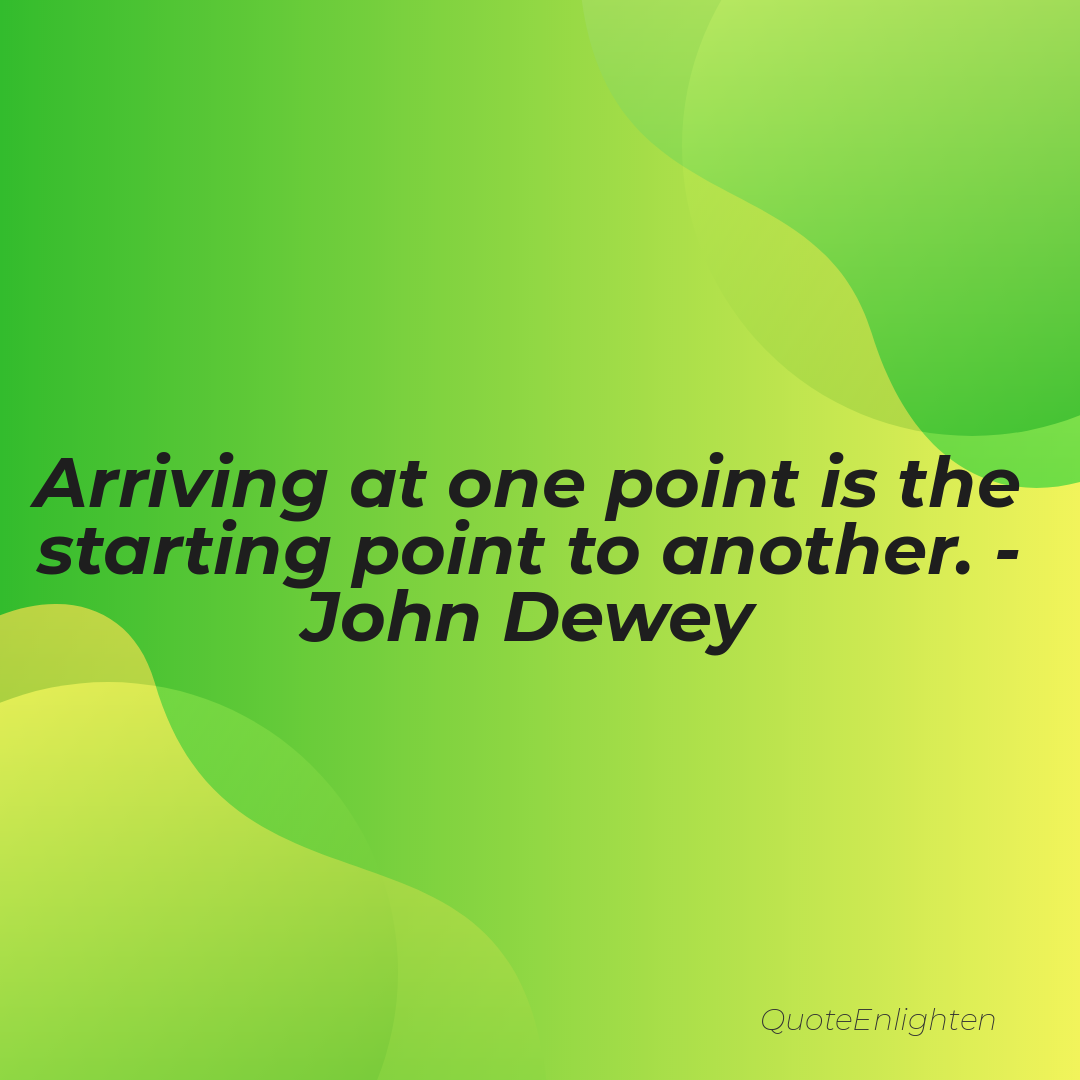 Arriving at one point is the
starting point to another. -
John Dewey
QuoteEnlighten